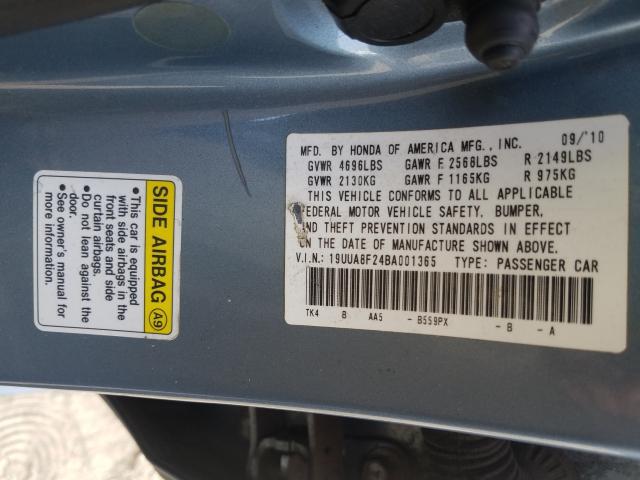 MFD. BY HONDA OF AMERICA MFG., INC. 09/'10
GVWR 4696LBS GAWR F 2568LBS R 2149LBS
GVWR 2130KG GAWR F 1165KG R 975KG
THIS VEHICLE CONFORMS TO ALL APPLICABLE
FEDERAL MOTOR VEHICLE SAFETY, BUMPER,
AND THEFT PREVENTION STANDARDS IN EFFECT
ON THE DATE OF MANUFACTURE SHOWN ABOVE.
V.I.N.: 19UUA8F24BA001365 TYPE: PASSENGER CAR
TK4 B AA5 - B559PX - B - A
SIDE AIRBAG A9
• This car is equipped
with side airbags in the
front seats and side
curtain airbags.
• Do not lean against the
door.
• See owner's manual for
more information.